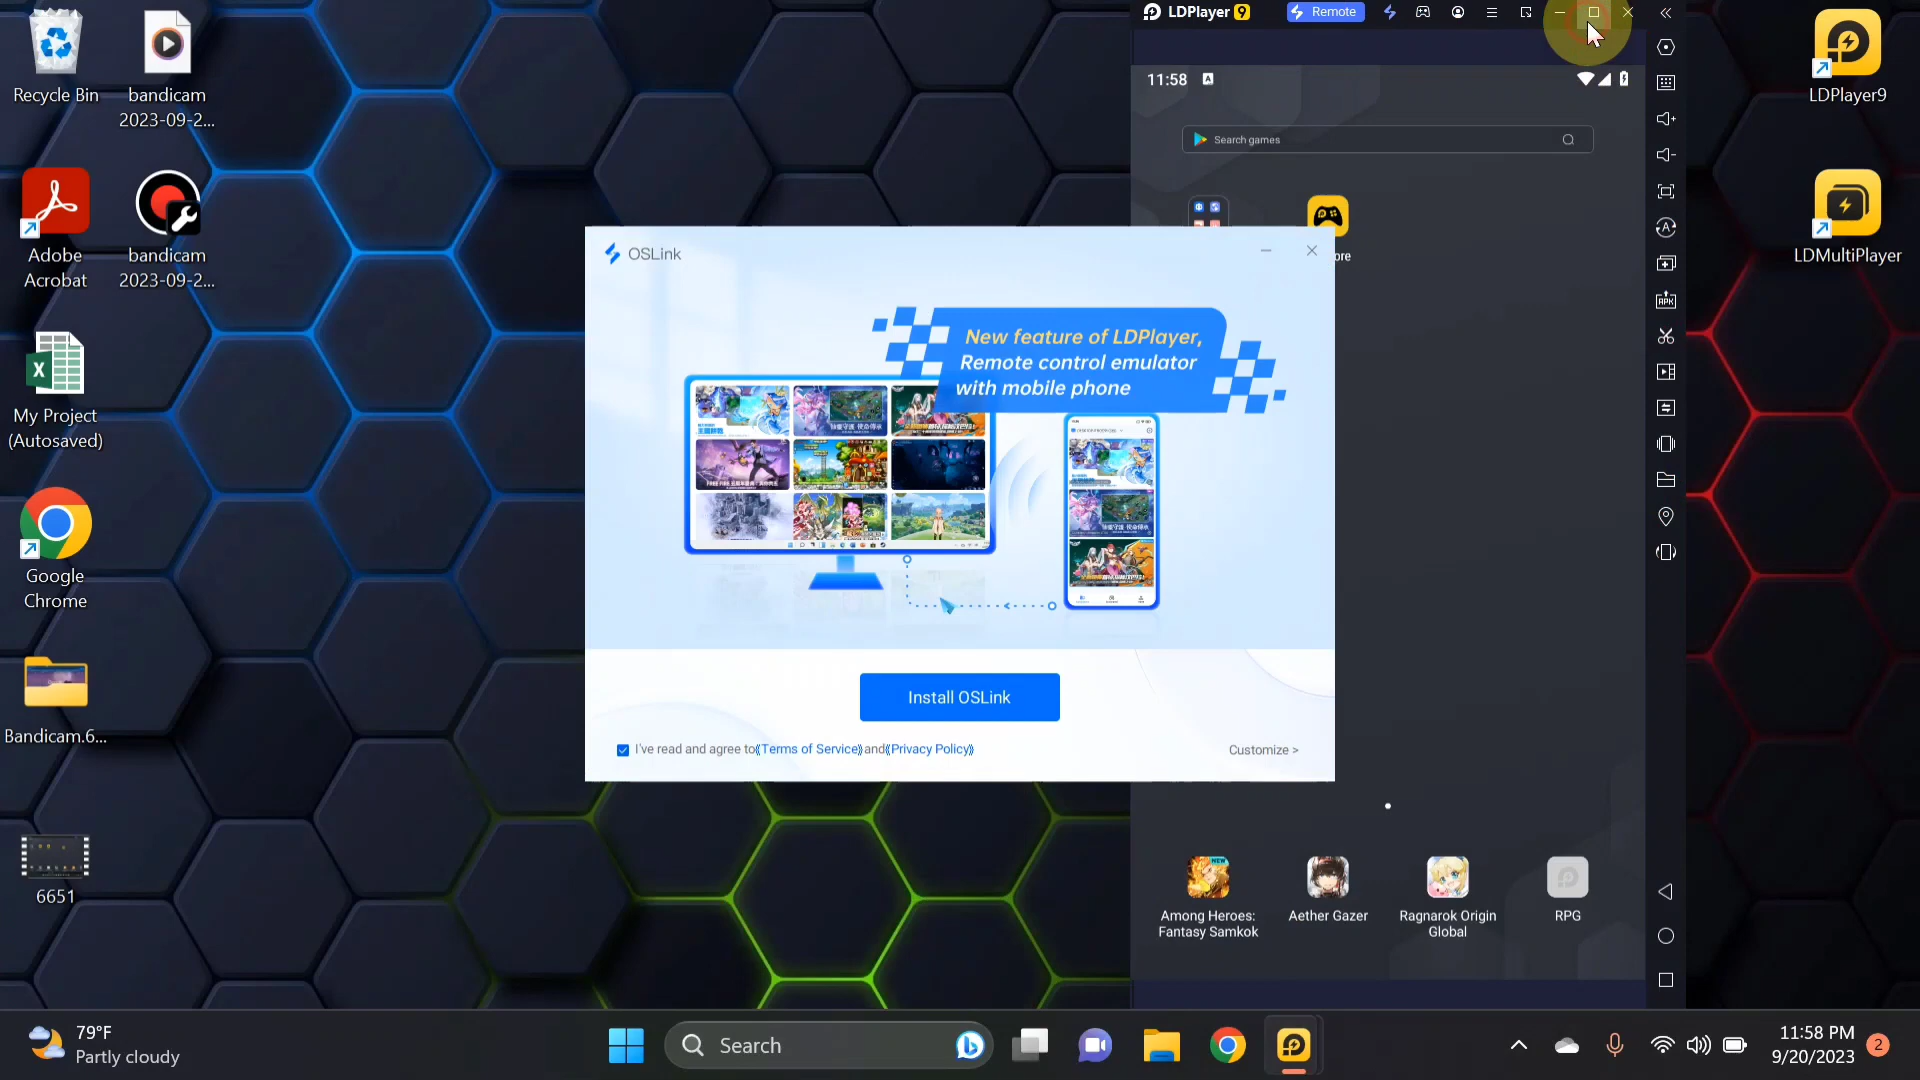 Recycle Bin
bandicam
2023-09-2...
Adobe
Acrobat
bandicam
2023-09-2...
My Project
(Autosaved)
Google
Chrome
Bandicam.6...
6651
LDPlayer 9
Remote
11:58
A
Search games
ore
LDPlayer9
LDMultiPlayer
APK
OSLink
New feature of LDPlayer,
Remote control emulator
with mobile phone
Install OSLink
I've read and agree to《Terms of Service》and《Privacy Policy》
Customize >
NEW
Among Heroes:
Fantasy Samkok
Aether Gazer
Ragnarok Origin
Global
RPG
79°F
Partly cloudy
Search
11:58 PM
9/20/2023
2